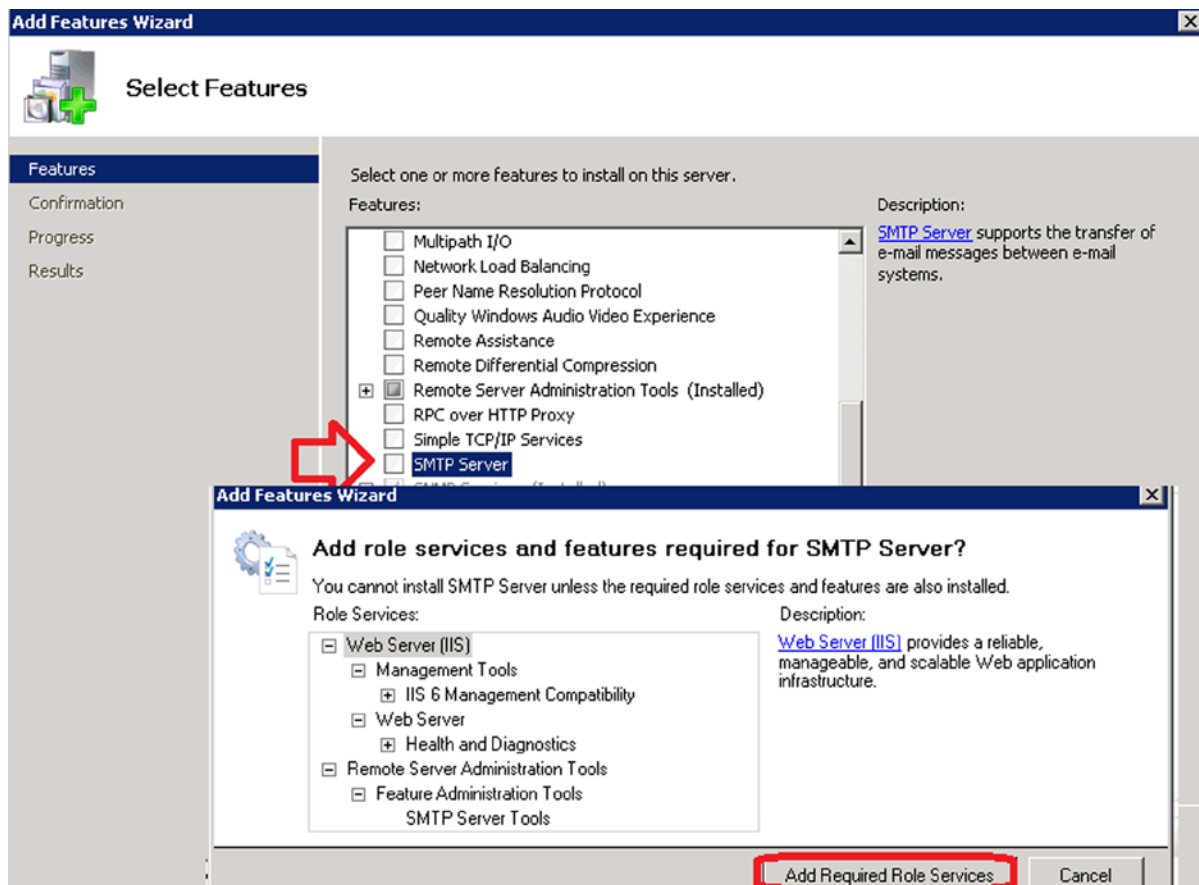 Add Features Wizard
Select Features
Features
Confirmation
Progress
Results
Select one or more features to install on this server.
Features:
Multipath I/O
Network Load Balancing
Peer Name Resolution Protocol
Quality Windows Audio Video Experience
Remote Assistance
Remote Differential Compression
Remote Server Administration Tools (Installed)
RPC over HTTP Proxy
Simple TCP/IP Services
SMTP Server
Description:
SMTP Server supports the transfer of
e-mail messages between e-mail
systems.
Add Features Wizard
Add role services and features required for SMTP Server?
You cannot install SMTP Server unless the required role services and features are also installed.
Role Services:
Web Server (IIS)
Management Tools
IIS 6 Management Compatibility
Web Server
Health and Diagnostics
Remote Server Administration Tools
Feature Administration Tools
SMTP Server Tools
Description:
Web Server (IIS) provides a reliable,
manageable, and scalable Web application
infrastructure.
Add Required Role Services
Cancel